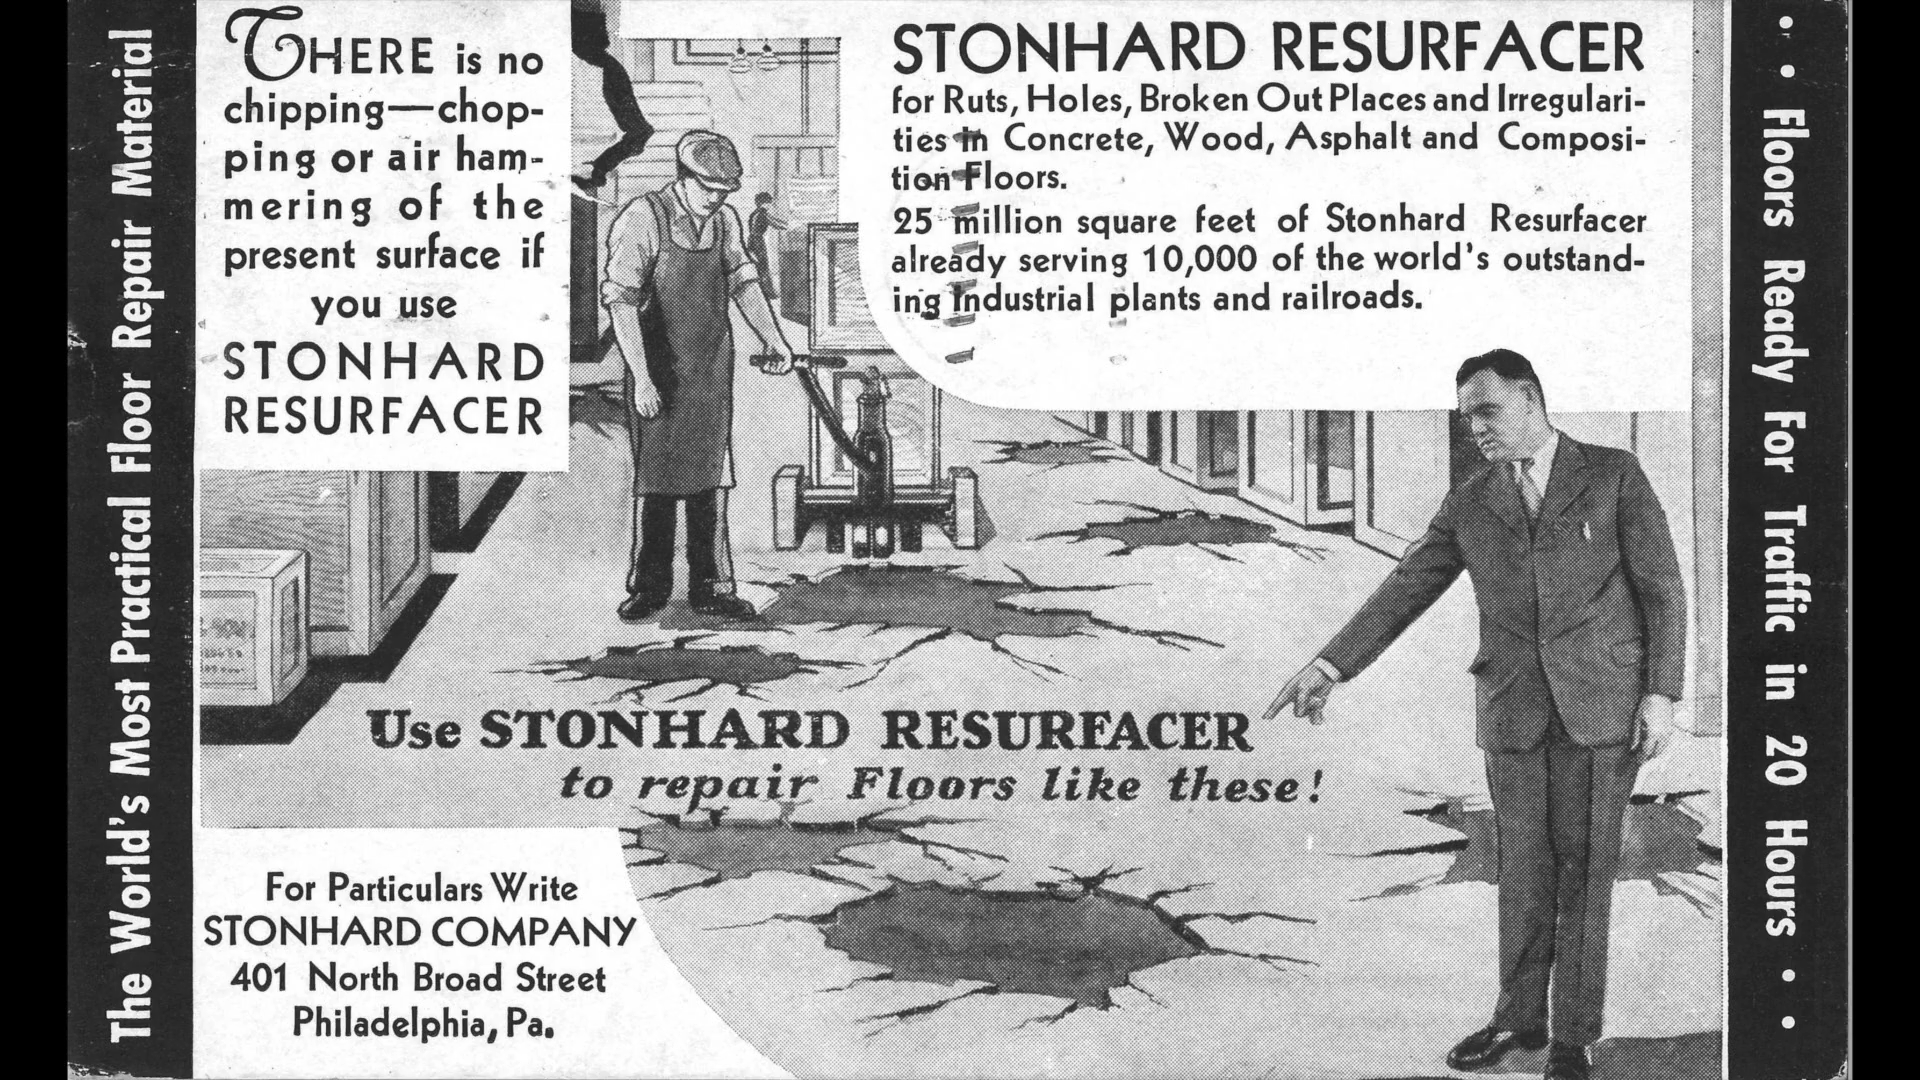 The World's Most Practical Floor Repair Material
THERE is no
chipping—chop-
ping or air ham-
mering of the
present surface if
you use
STONHARD
RESURFACER
STONHARD RESURFACER
for Ruts, Holes, Broken Out Places and Irregulari-
ties in Concrete, Wood, Asphalt and Composi-
tion Floors.
25 million square feet of Stonhard Resurfacer
already serving 10,000 of the world's outstand-
ing industrial plants and railroads.
Use STONHARD RESURFACER
to repair Floors like these!
For Particulars Write
STONHARD COMPANY
401 North Broad Street
Philadelphia, Pa.
• • Floors Ready For Traffic in 20 Hours • •